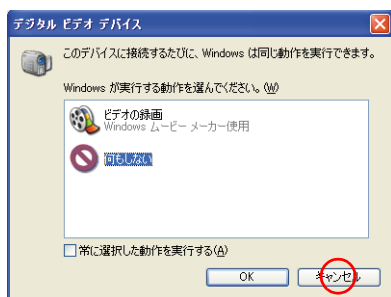 デジタル ビデオ デバイス
このデバイスに接続するたびに、Windows は同じ動作を実行できます。
Windows が実行する動作を選んでください。(W)
ビデオの録画
Windows ムービー メーカー使用
何もしない
常に選択した動作を実行する(A)
OK
キャンセル